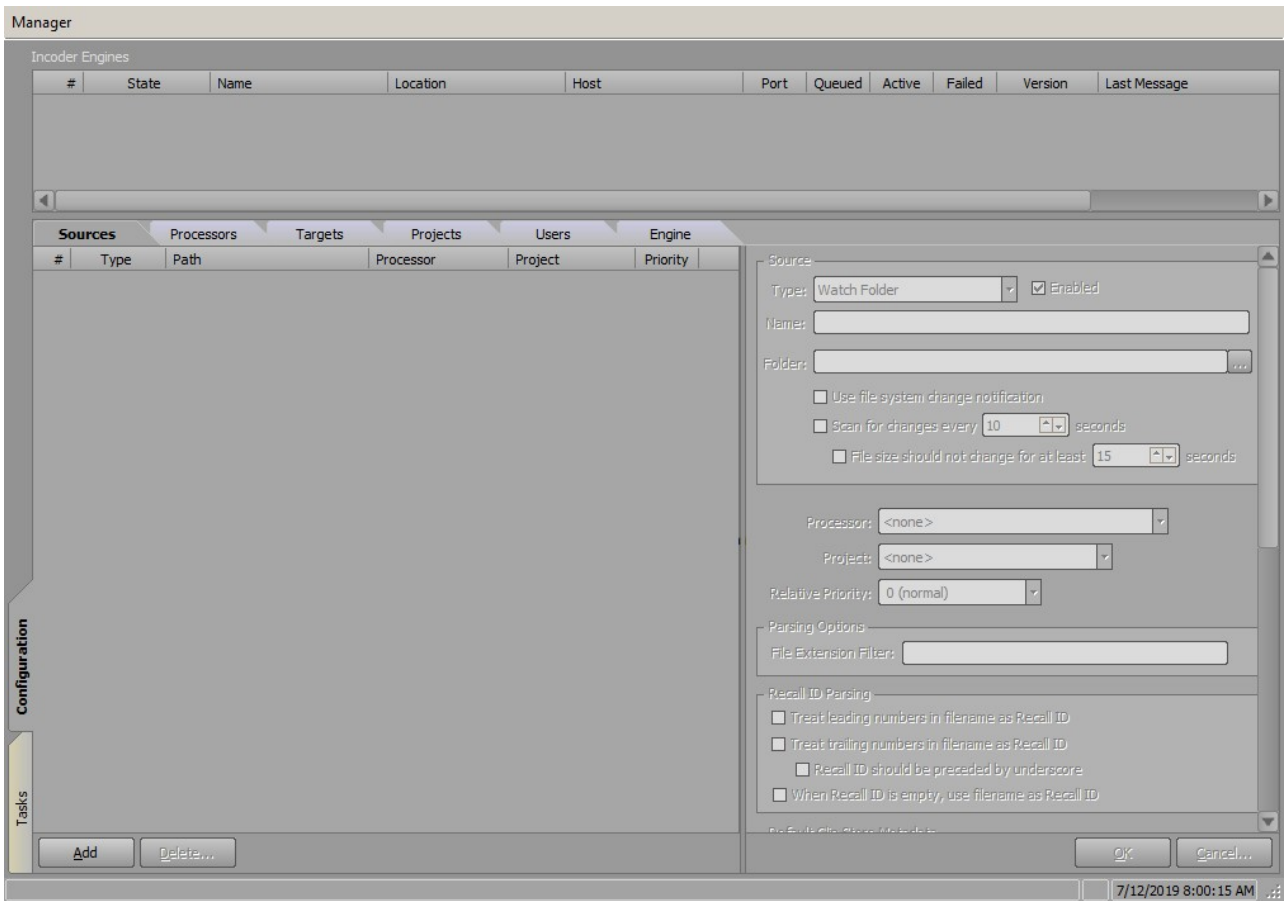 Manager
Incoder Engines
# State Name Location Host Port Queued Active Failed Version Last Message
Sources Processors Targets Projects Users Engine
# Type Path Processor Project Priority
Source
Type: Watch Folder Enabled
Name:
Folder: ...
Use file system change notification
Scan for changes every 10 seconds
File size should not change for at least 15 seconds
Processor: <none>
Project: <none>
Relative Priority: 0 (normal)
Parsing Options
File Extension Filter:
Recall ID Parsing
Treat leading numbers in filename as Recall ID
Treat trailing numbers in filename as Recall ID
Recall ID should be preceded by underscore
When Recall ID is empty, use filename as Recall ID
Configuration
Tasks
Add Delete... OK Cancel...
7/12/2019 8:00:15 AM